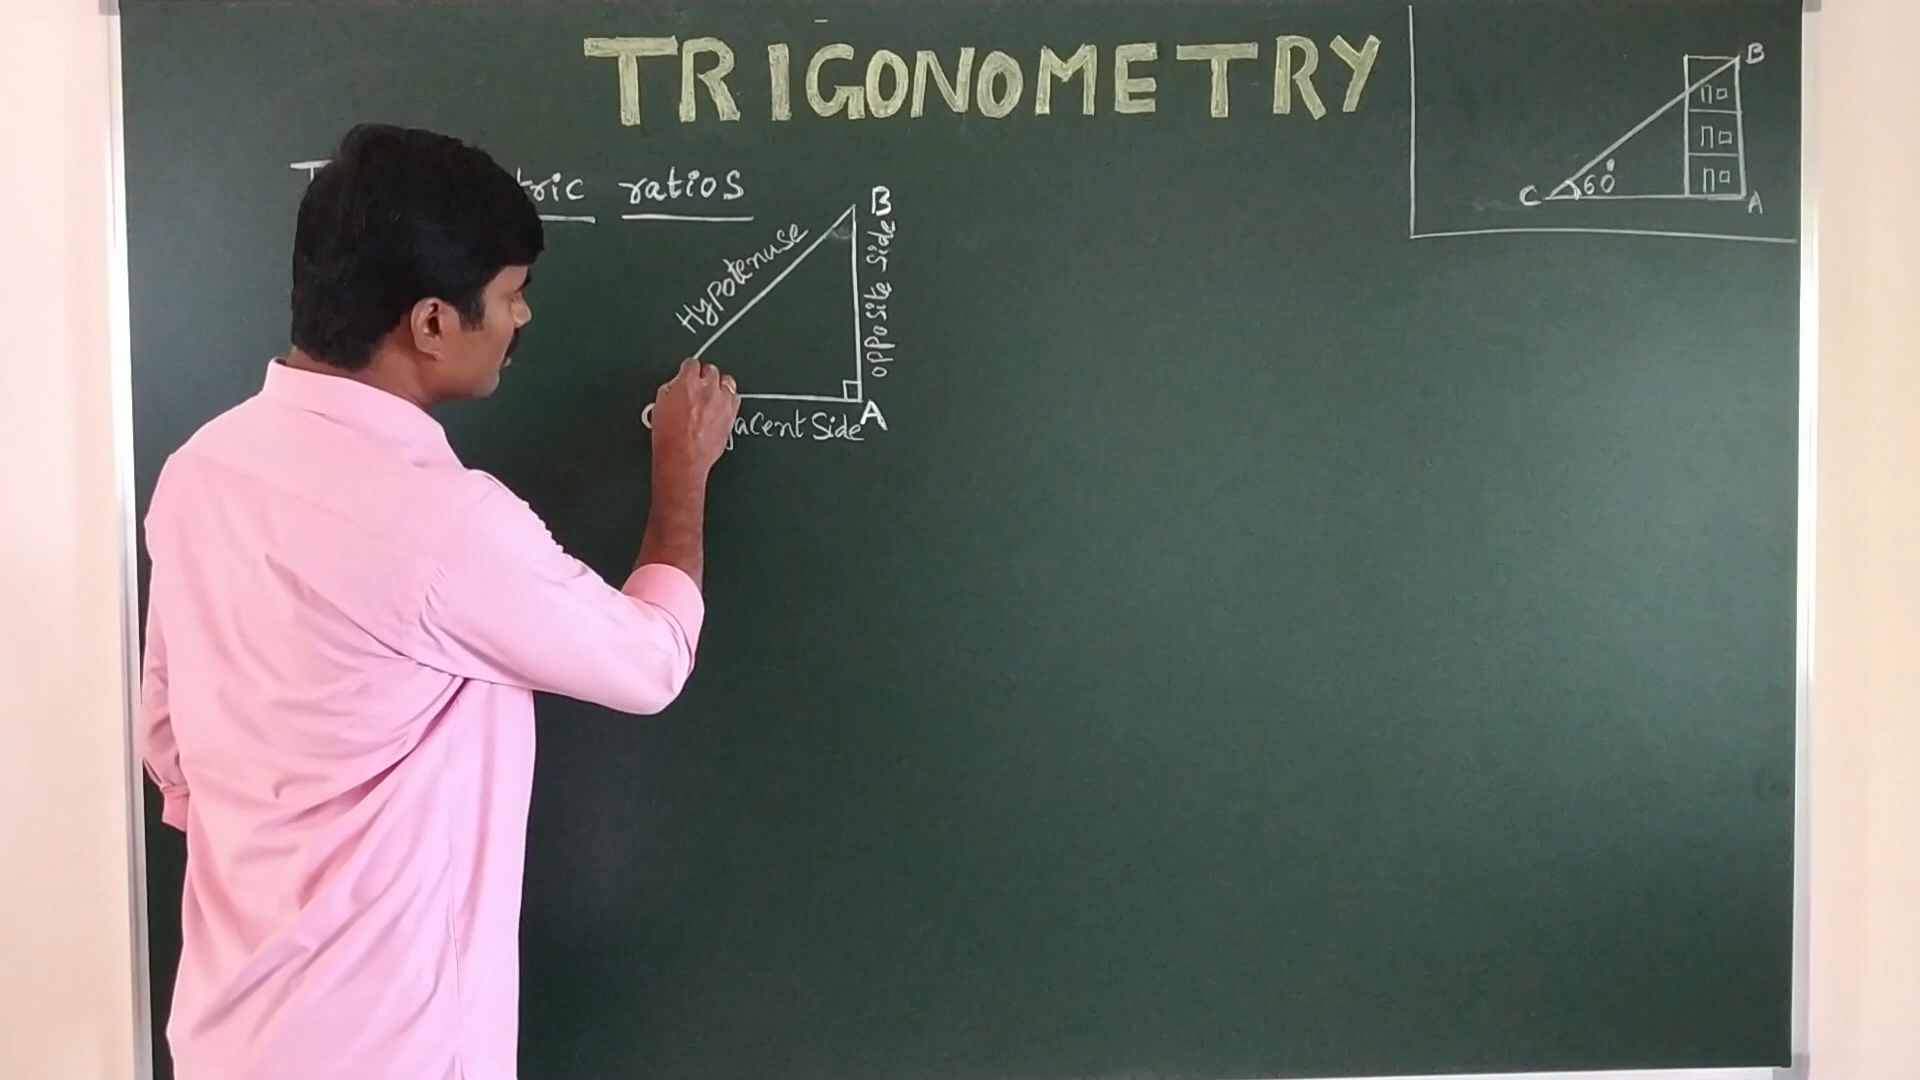 TRIGONOMETRY
ratios
B
Hypotenuse
opposite side
A
Side
B
C 60°
A